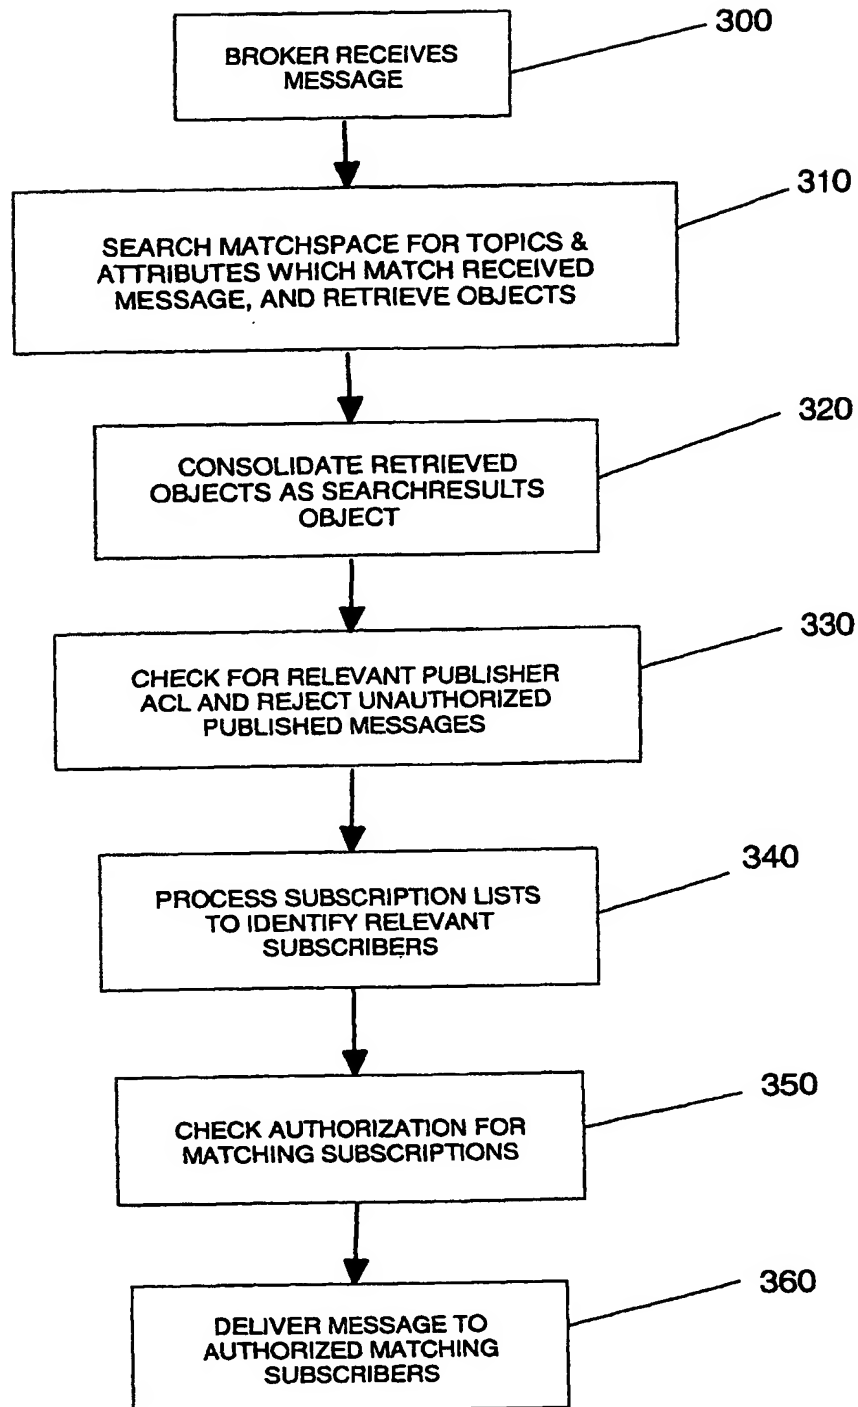 300
BROKER RECEIVES
MESSAGE
310
SEARCH MATCHSPACE FOR TOPICS &
ATTRIBUTES WHICH MATCH RECEIVED
MESSAGE, AND RETRIEVE OBJECTS
320
CONSOLIDATE RETRIEVED
OBJECTS AS SEARCHRESULTS
OBJECT
330
CHECK FOR RELEVANT PUBLISHER
ACL AND REJECT UNAUTHORIZED
PUBLISHED MESSAGES
340
PROCESS SUBSCRIPTION LISTS
TO IDENTIFY RELEVANT
SUBSCRIBERS
350
CHECK AUTHORIZATION FOR
MATCHING SUBSCRIPTIONS
360
DELIVER MESSAGE TO
AUTHORIZED MATCHING
SUBSCRIBERS